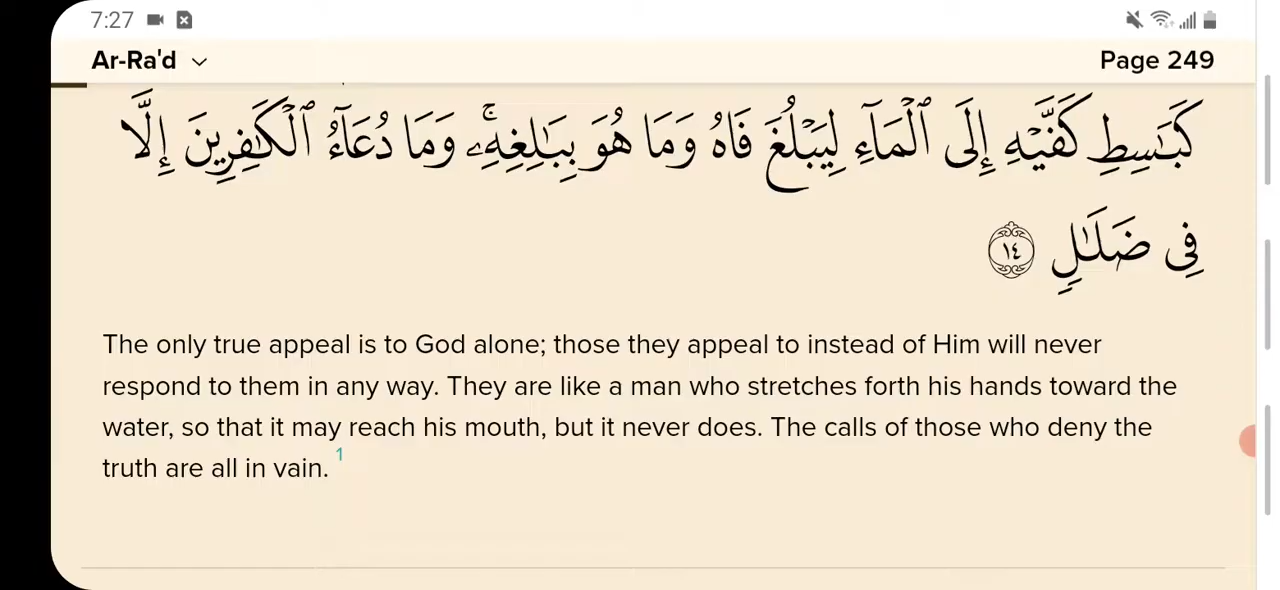 7:27
Ar-Ra'd
Page 249
كَبَـٰسِطِ كَفَّيْهِ إِلَى ٱلْمَآءِ لِيَبْلُغَ فَاهُ وَمَا هُوَ بِبَـٰلِغِهِۦ ۚ وَمَا دُعَآءُ ٱلْكَـٰفِرِينَ إِلَّا
فِى ضَلَـٰلٍ ١٤
The only true appeal is to God alone; those they appeal to instead of Him will never
respond to them in any way. They are like a man who stretches forth his hands toward the
water, so that it may reach his mouth, but it never does. The calls of those who deny the
truth are all in vain. 1